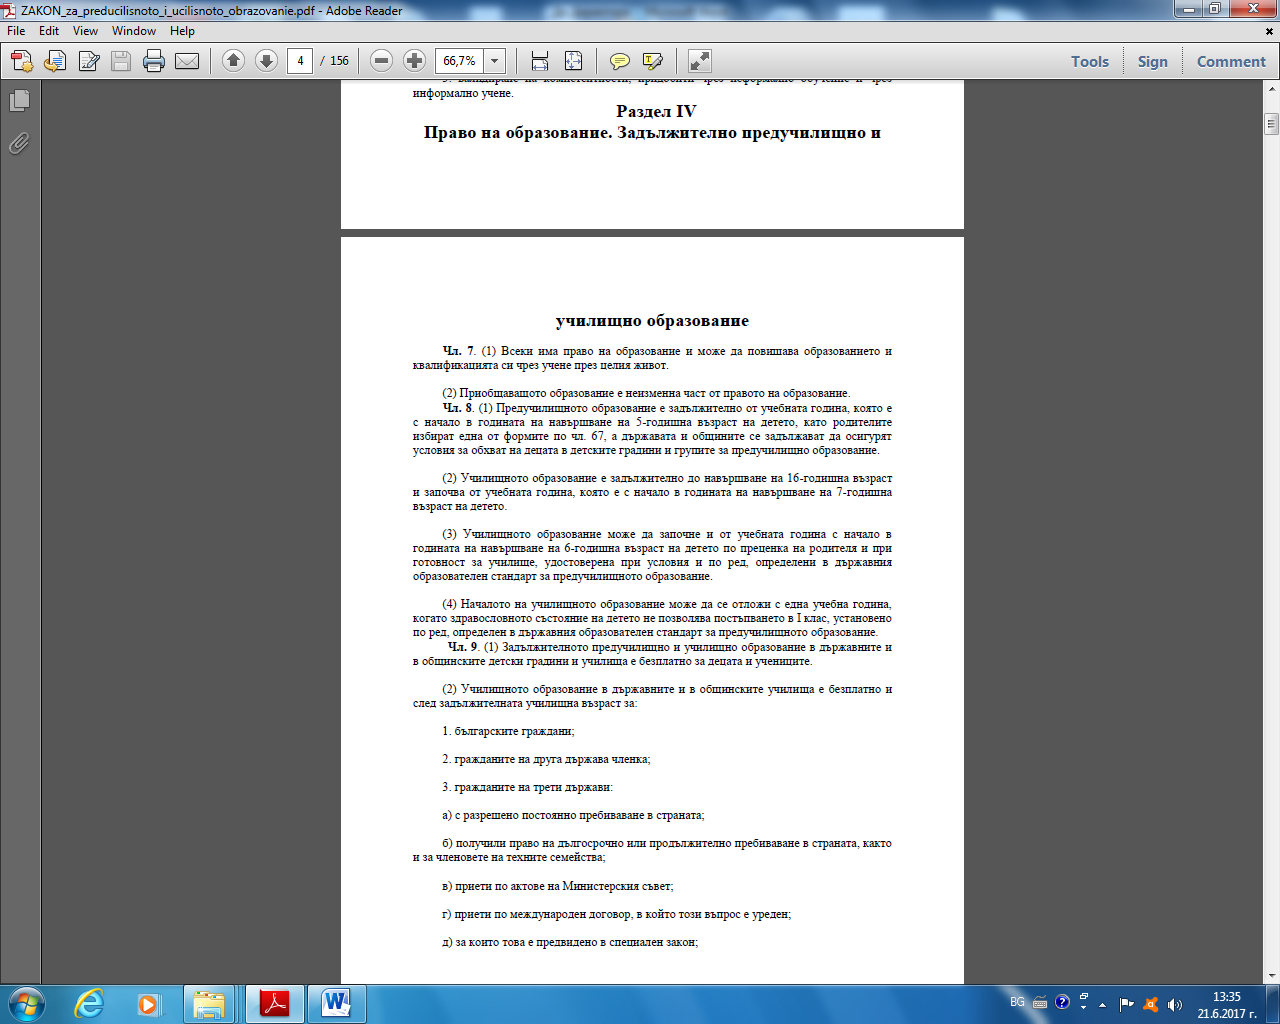 ZAKON_za_preducilisnoto_i_ucilisnoto_obrazovanie.pdf - Adobe Reader
File Edit View Window Help
4 / 156 66,7% Tools Sign Comment
информално учене.
Раздел IV
Право на образование. Задължително предучилищно и
училищно образование
Чл. 7. (1) Всеки има право на образование и може да повишава образованието и
квалификацията си чрез учене през целия живот.
(2) Приобщаващото образование е неизменна част от правото на образование.
Чл. 8. (1) Предучилищното образование е задължително от учебната година, която е
с начало в годината на навършване на 5-годишна възраст на детето, като родителите
избират една от формите по чл. 67, а държавата и общините се задължават да осигурят
условия за обхват на децата в детските градини и групите за предучилищно образование.
(2) Училищното образование е задължително до навършване на 16-годишна възраст
и започва от учебната година, която е с начало в годината на навършване на 7-годишна
възраст на детето.
(3) Училищното образование може да започне и от учебната година с начало в
годината на навършване на 6-годишна възраст на детето по преценка на родителя и при
готовност за училище, удостоверена при условия и по ред, определени в държавния
образователен стандарт за предучилищното образование.
(4) Началото на училищното образование може да се отложи с една учебна година,
когато здравословното състояние на детето не позволява постъпването в I клас, установено
по ред, определен в държавния образователен стандарт за предучилищното образование.
Чл. 9. (1) Задължителното предучилищно и училищно образование в държавните и
в общинските детски градини и училища е безплатно за децата и учениците.
(2) Училищното образование в държавните и в общинските училища е безплатно и
след задължителната училищна възраст за:
1. българските граждани;
2. гражданите на друга държава членка;
3. гражданите на трети държави:
а) с разрешено постоянно пребиваване в страната;
б) получили право на дългосрочно или продължително пребиваване в страната, както
и за членовете на техните семейства;
в) приети по актове на Министерския съвет;
г) приети по международен договор, в който този въпрос е уреден;
д) за които това е предвидено в специален закон;
BG 13:35
21.6.2017 г.